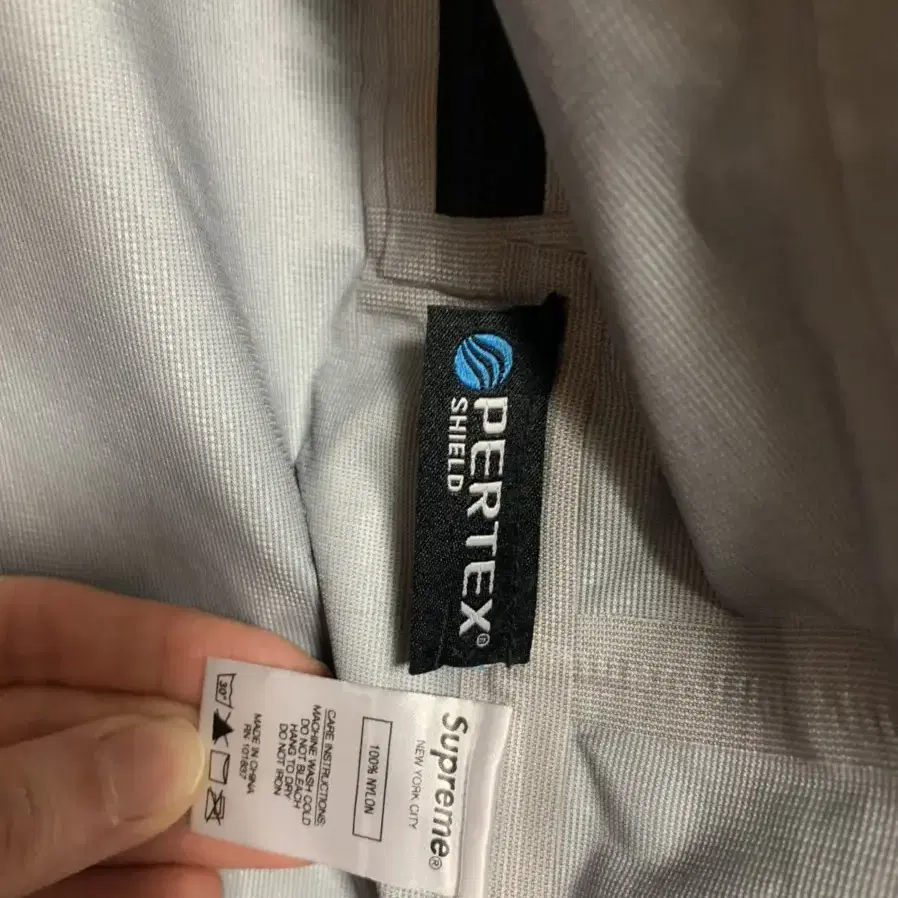 PERTEX®
SHIELD
Supreme®
NEW YORK CITY
100% NYLON
CARE INSTRUCTIONS:
MACHINE WASH COLD
DO NOT BLEACH
HANG TO DRY
DO NOT IRON
MADE IN CHINA
RN 101837
30°